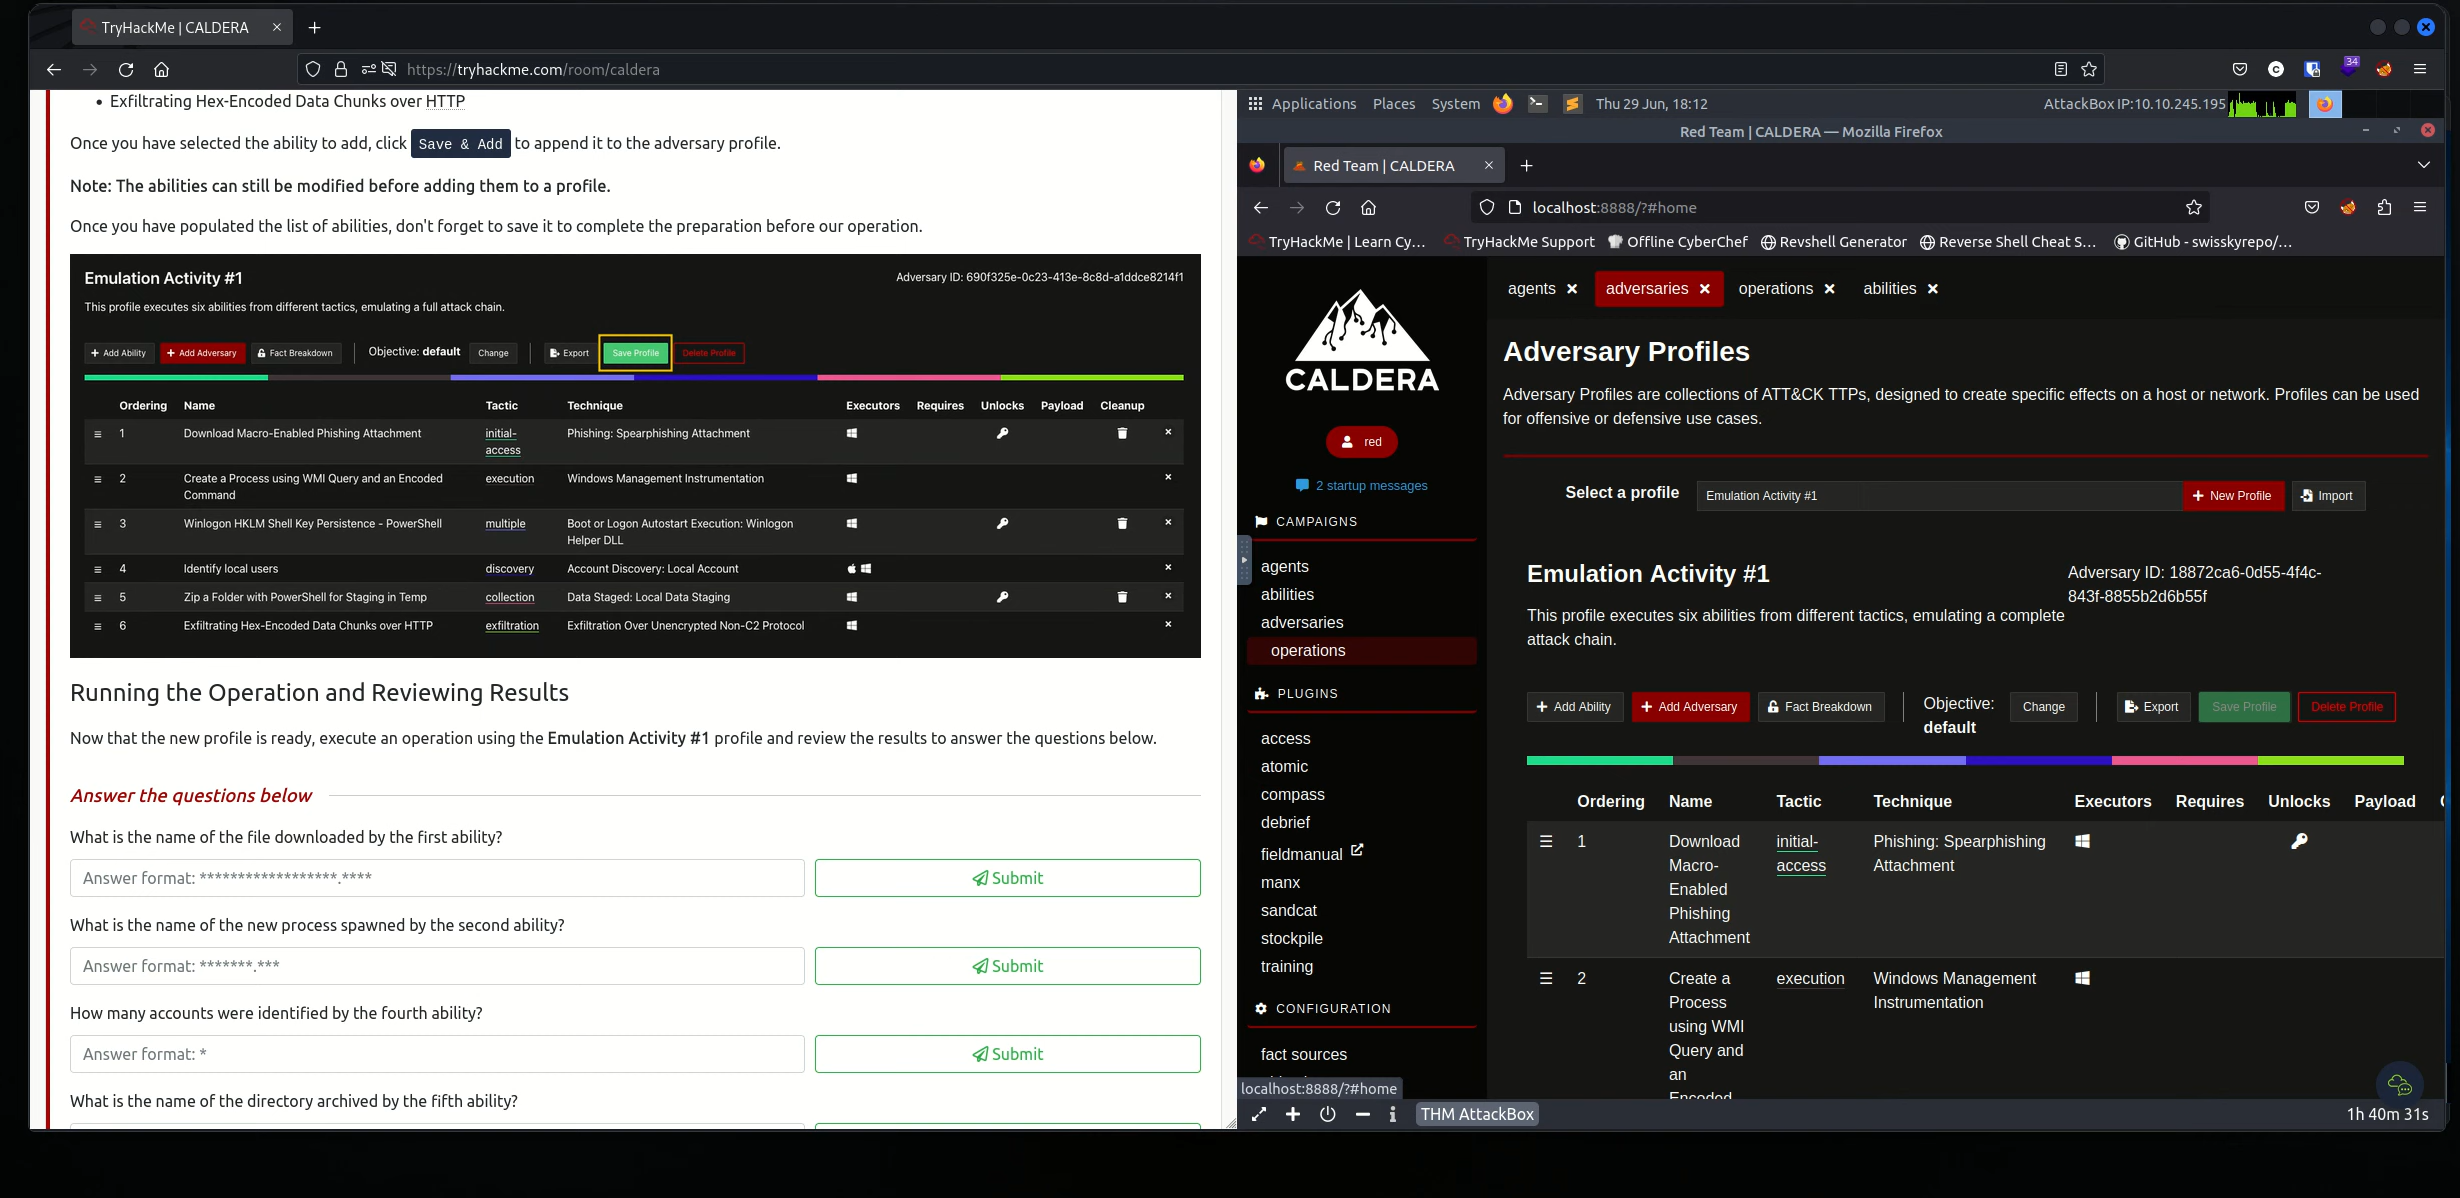 TryHackMe | CALDERA
https://tryhackme.com/room/caldera
34
• Exfiltrating Hex-Encoded Data Chunks over HTTP
Once you have selected the ability to add, click Save & Add to append it to the adversary profile.
Note: The abilities can still be modified before adding them to a profile.
Once you have populated the list of abilities, don't forget to save it to complete the preparation before our operation.
Emulation Activity #1
Adversary ID: 690f325e-0c23-413e-8c8d-a1ddce8214f1
This profile executes six abilities from different tactics, emulating a full attack chain.
+ Add Ability + Add Adversary Fact Breakdown Objective: default Change Export Save Profile Delete Profile
Ordering Name Tactic Technique Executors Requires Unlocks Payload Cleanup
1 Download Macro-Enabled Phishing Attachment initial-access Phishing: Spearphishing Attachment
2 Create a Process using WMI Query and an Encoded Command execution Windows Management Instrumentation
3 Winlogon HKLM Shell Key Persistence - PowerShell multiple Boot or Logon Autostart Execution: Winlogon Helper DLL
4 Identify local users discovery Account Discovery: Local Account
5 Zip a Folder with PowerShell for Staging in Temp collection Data Staged: Local Data Staging
6 Exfiltrating Hex-Encoded Data Chunks over HTTP exfiltration Exfiltration Over Unencrypted Non-C2 Protocol
Running the Operation and Reviewing Results
Now that the new profile is ready, execute an operation using the Emulation Activity #1 profile and review the results to answer the questions below.
Answer the questions below
What is the name of the file downloaded by the first ability?
Answer format: ******************.**** Submit
What is the name of the new process spawned by the second ability?
Answer format: *******.*** Submit
How many accounts were identified by the fourth ability?
Answer format: * Submit
What is the name of the directory archived by the fifth ability?
Applications Places System Thu 29 Jun, 18:12 AttackBox IP:10.10.245.195
Red Team | CALDERA — Mozilla Firefox
Red Team | CALDERA
localhost:8888/?#home
TryHackMe | Learn Cy... TryHackMe Support Offline CyberChef Revshell Generator Reverse Shell Cheat S... GitHub - swisskyrepo/...
CALDERA
red
2 startup messages
CAMPAIGNS
agents
abilities
adversaries
operations
PLUGINS
access
atomic
compass
debrief
fieldmanual
manx
sandcat
stockpile
training
CONFIGURATION
fact sources
localhost:8888/?#home
agents adversaries operations abilities
Adversary Profiles
Adversary Profiles are collections of ATT&CK TTPs, designed to create specific effects on a host or network. Profiles can be used
for offensive or defensive use cases.
Select a profile Emulation Activity #1 + New Profile Import
Emulation Activity #1
Adversary ID: 18872ca6-0d55-4f4c-
843f-8855b2d6b55f
This profile executes six abilities from different tactics, emulating a complete
attack chain.
+ Add Ability + Add Adversary Fact Breakdown Objective: default Change Export Save Profile Delete Profile
Ordering Name Tactic Technique Executors Requires Unlocks Payload
1 Download Macro-Enabled Phishing Attachment initial-access Phishing: Spearphishing Attachment
2 Create a Process using WMI Query and an Encoded execution Windows Management Instrumentation
THM AttackBox
1h 40m 31s